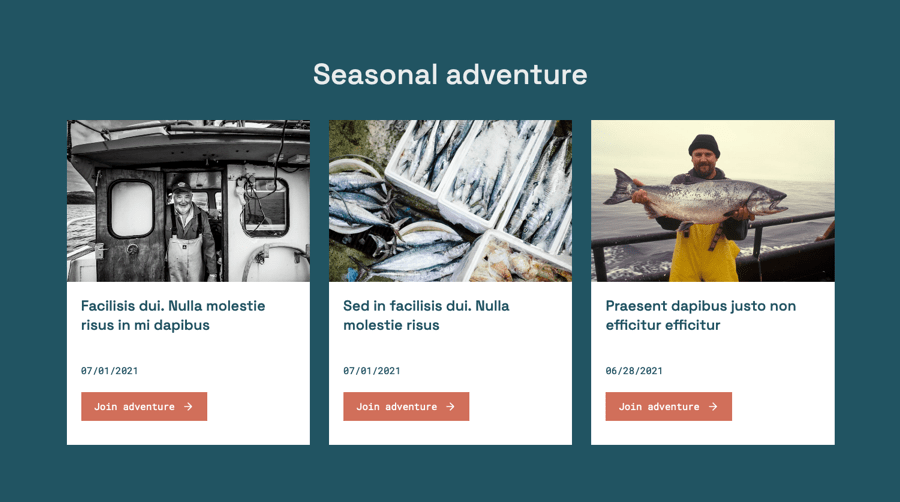 Seasonal adventure
Facilisis dui. Nulla molestie
risus in mi dapibus
07/01/2021
Join adventure →
Sed in facilisis dui. Nulla
molestie risus
07/01/2021
Join adventure →
Praesent dapibus justo non
efficitur efficitur
06/28/2021
Join adventure →